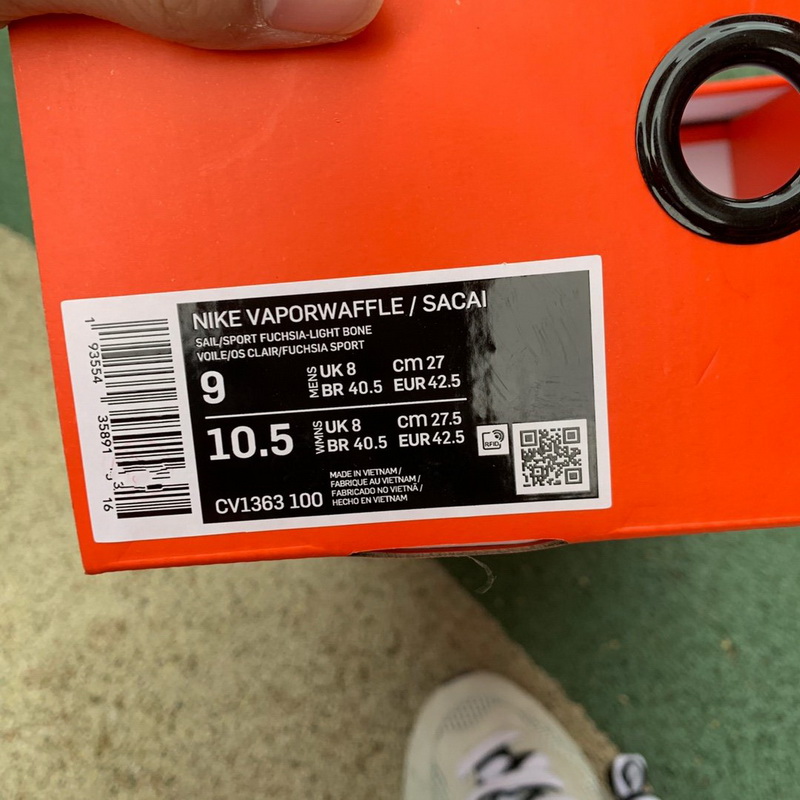 NIKE VAPORWAFFLE / SACAI
SAIL/SPORT FUCHSIA-LIGHT BONE
VOILE/OS CLAIR/FUCHSIA SPORT
9 MENS UK 8 CM 27
BR 40.5 EUR 42.5
10.5 WMNS UK 8 CM 27.5
BR 40.5 EUR 42.5
RFID
MADE IN VIETNAM /
FABRIQUE AU VIETNAM /
FABRICADO NO VIETNÃ /
HECHO EN VIETNAM
CV1363 100
1 93554 35891
16